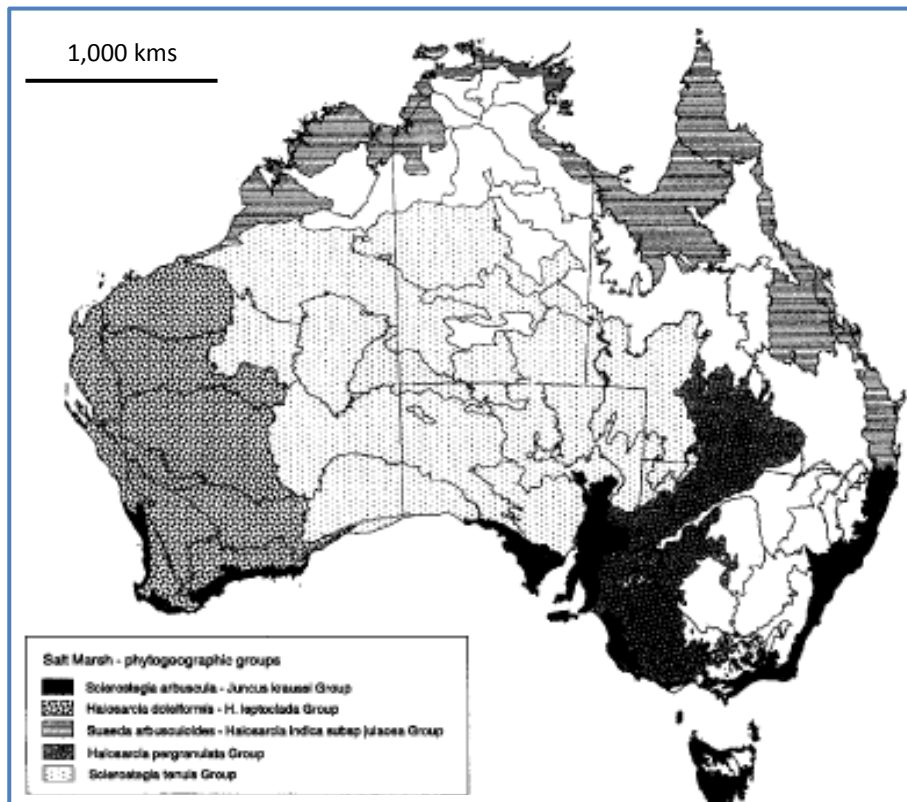 1,000 kms
Salt Marsh - phytogeographic groups
Sclerostegia arbuscula - Juncus krausei Group
Halosarcia doleiformis - H. leptoclada Group
Suaeda arbusculoides - Halosarcia indica subsp julacea Group
Halosarcia pergranulata Group
Sclerostegia tenuis Group